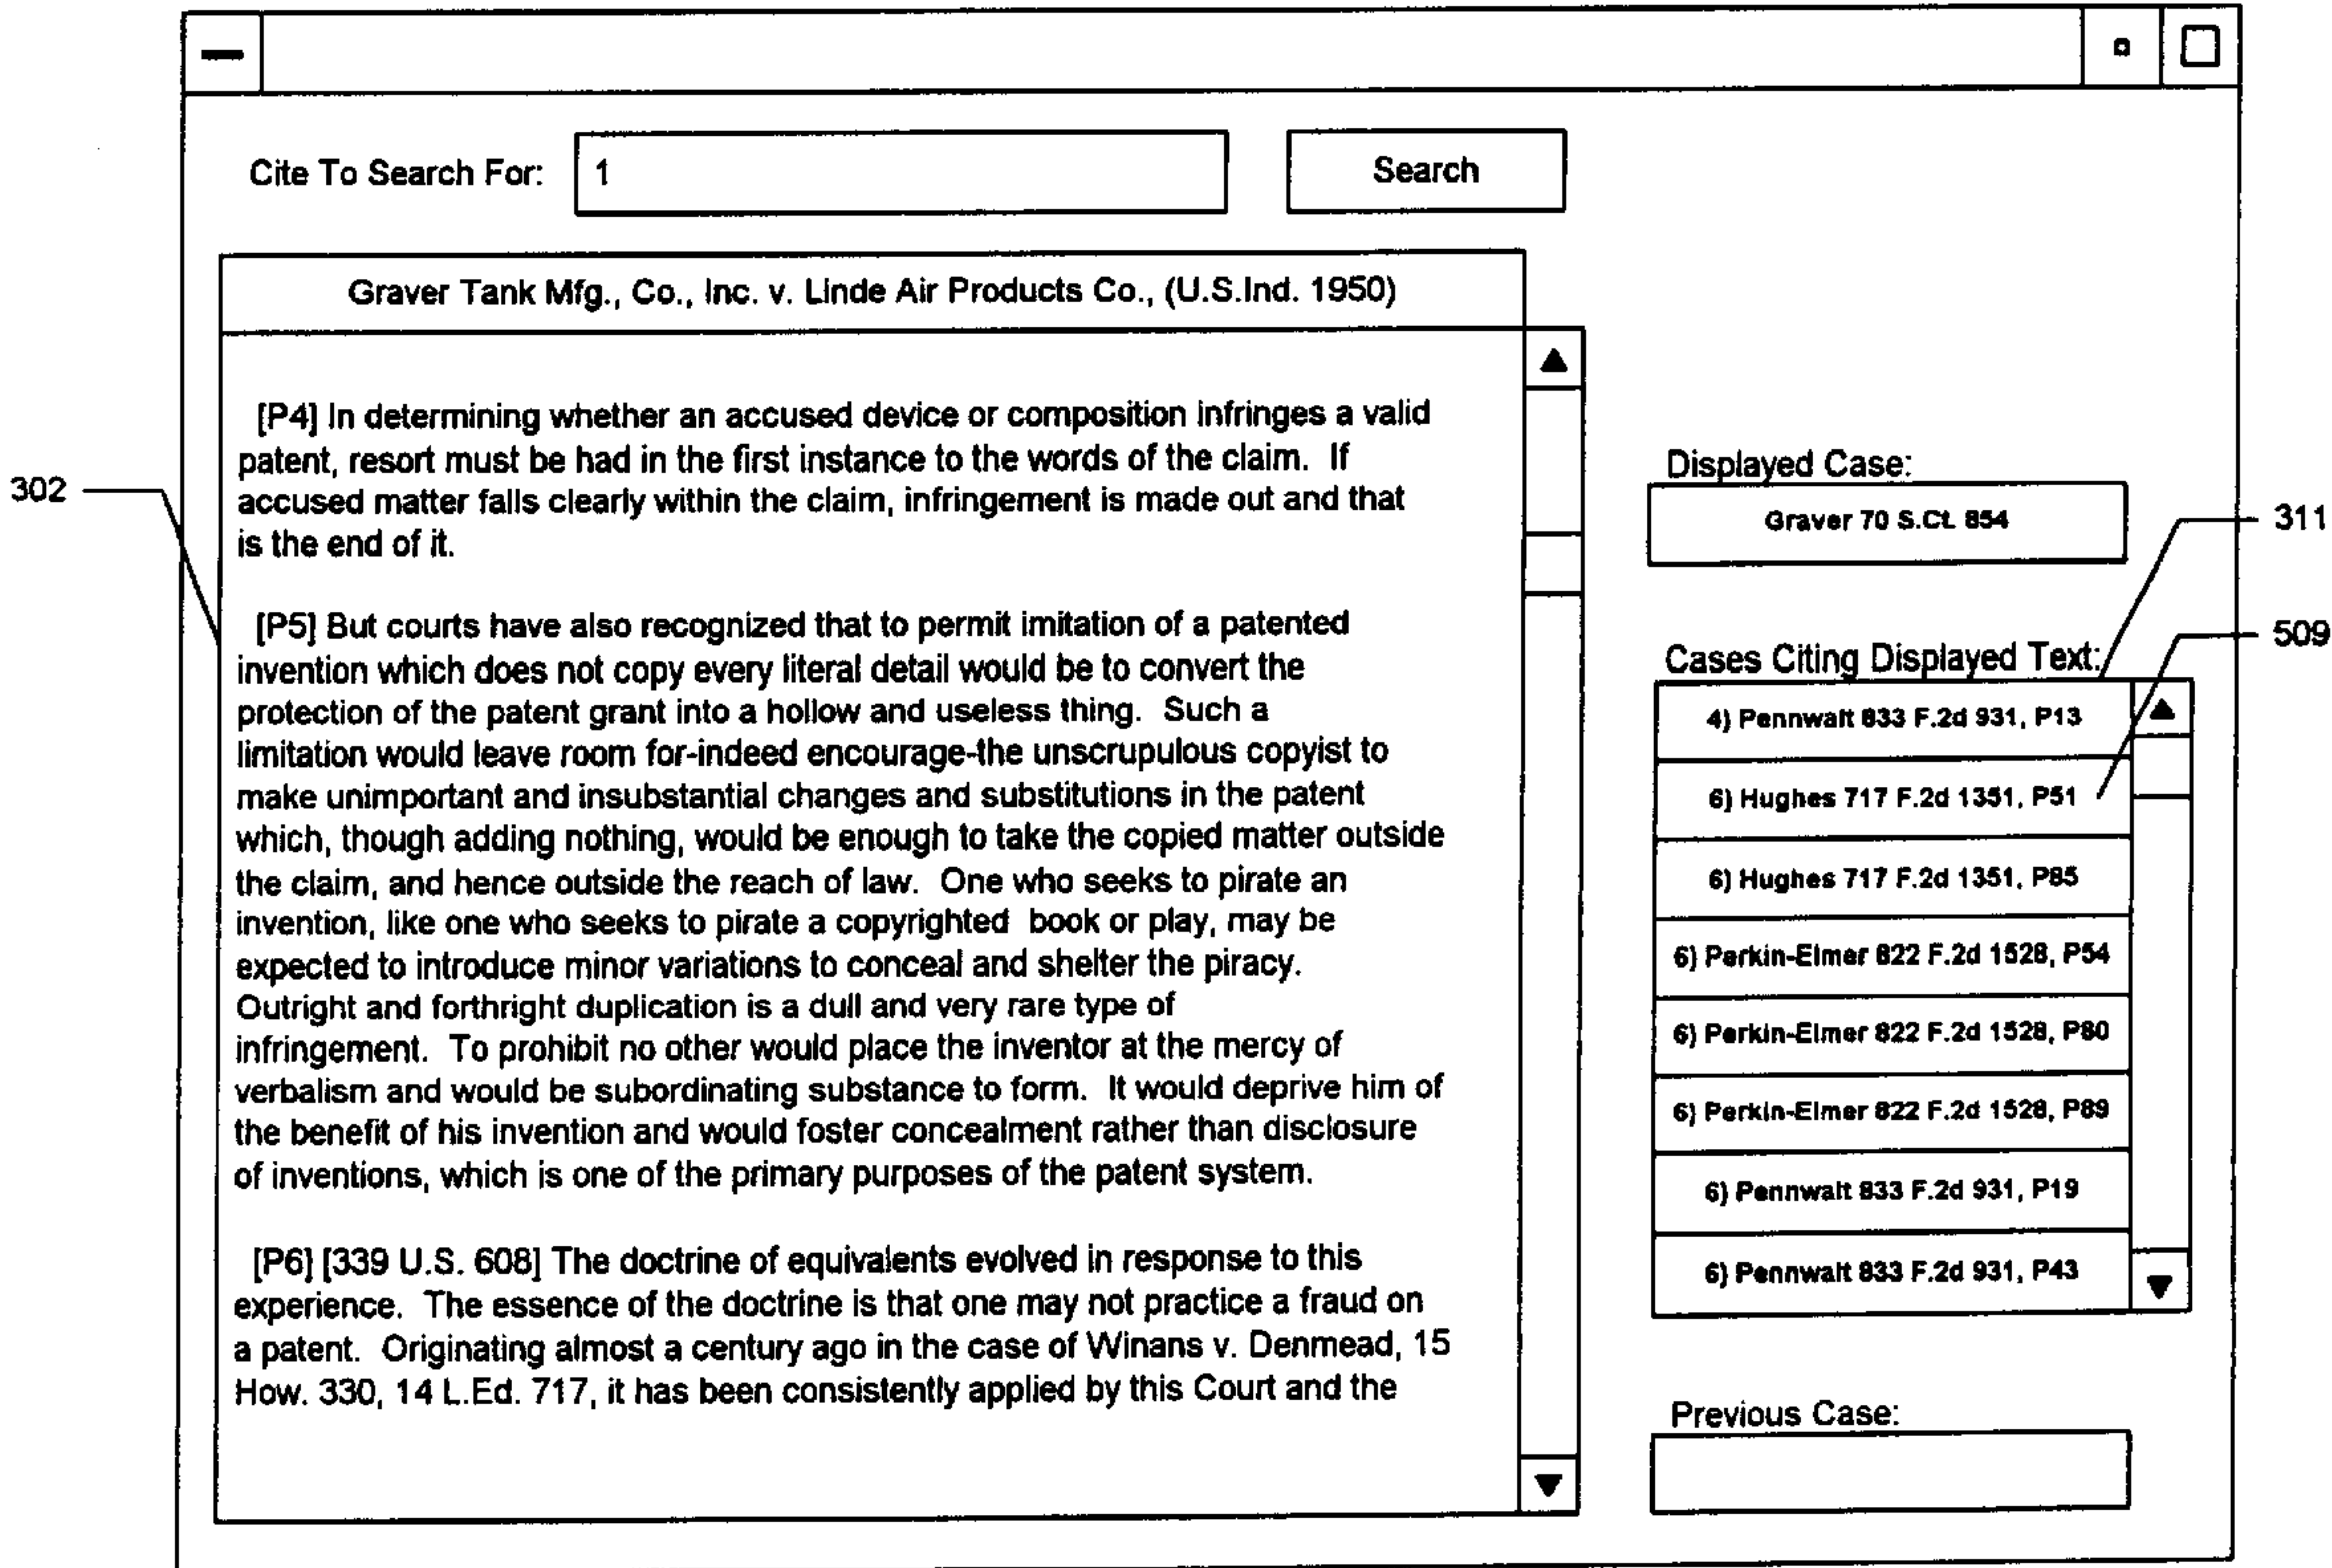 Cite To Search For: 1 Search
Graver Tank Mfg., Co., Inc. v. Linde Air Products Co., (U.S.Ind. 1950)
[P4] In determining whether an accused device or composition infringes a valid
patent, resort must be had in the first instance to the words of the claim. If
accused matter falls clearly within the claim, infringement is made out and that
is the end of it.
[P5] But courts have also recognized that to permit imitation of a patented
invention which does not copy every literal detail would be to convert the
protection of the patent grant into a hollow and useless thing. Such a
limitation would leave room for-indeed encourage-the unscrupulous copyist to
make unimportant and insubstantial changes and substitutions in the patent
which, though adding nothing, would be enough to take the copied matter outside
the claim, and hence outside the reach of law. One who seeks to pirate an
invention, like one who seeks to pirate a copyrighted book or play, may be
expected to introduce minor variations to conceal and shelter the piracy.
Outright and forthright duplication is a dull and very rare type of
infringement. To prohibit no other would place the inventor at the mercy of
verbalism and would be subordinating substance to form. It would deprive him of
the benefit of his invention and would foster concealment rather than disclosure
of inventions, which is one of the primary purposes of the patent system.
[P6] [339 U.S. 608] The doctrine of equivalents evolved in response to this
experience. The essence of the doctrine is that one may not practice a fraud on
a patent. Originating almost a century ago in the case of Winans v. Denmead, 15
How. 330, 14 L.Ed. 717, it has been consistently applied by this Court and the
302
Displayed Case:
Graver 70 S.Ct. 854
311
509
Cases Citing Displayed Text:
4) Pennwalt 833 F.2d 931, P13
6) Hughes 717 F.2d 1351, P51
6) Hughes 717 F.2d 1351, P85
6) Perkin-Elmer 822 F.2d 1528, P54
6) Perkin-Elmer 822 F.2d 1528, P80
6) Perkin-Elmer 822 F.2d 1528, P89
6) Pennwalt 833 F.2d 931, P19
6) Pennwalt 833 F.2d 931, P43
Previous Case: